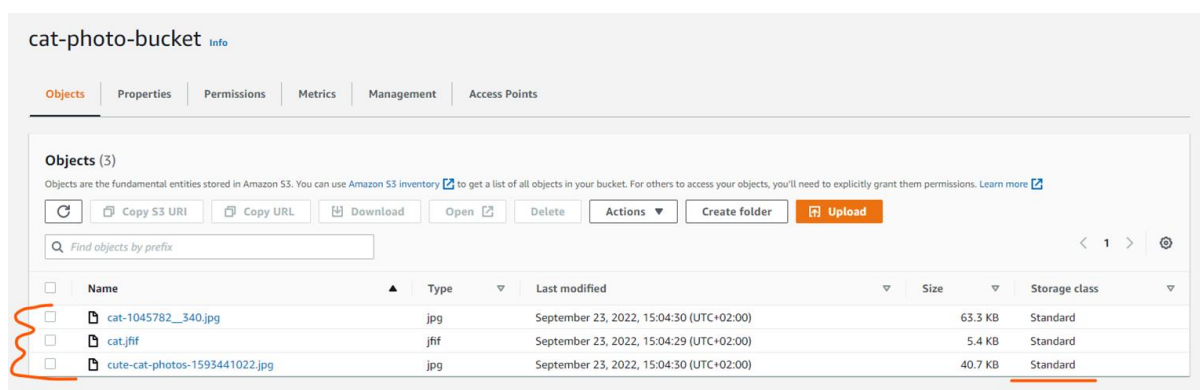 cat-photo-bucket Info
Objects Properties Permissions Metrics Management Access Points
Objects (3)
Objects are the fundamental entities stored in Amazon S3. You can use Amazon S3 inventory to get a list of all objects in your bucket. For others to access your objects, you'll need to explicitly grant them permissions. Learn more
Copy S3 URI Copy URL Download Open Delete Actions Create folder Upload
Find objects by prefix
1
Name Type Last modified Size Storage class
cat-1045782__340.jpg jpg September 23, 2022, 15:04:30 (UTC+02:00) 63.3 KB Standard
cat.jfif jfif September 23, 2022, 15:04:29 (UTC+02:00) 5.4 KB Standard
cute-cat-photos-1593441022.jpg jpg September 23, 2022, 15:04:30 (UTC+02:00) 40.7 KB Standard